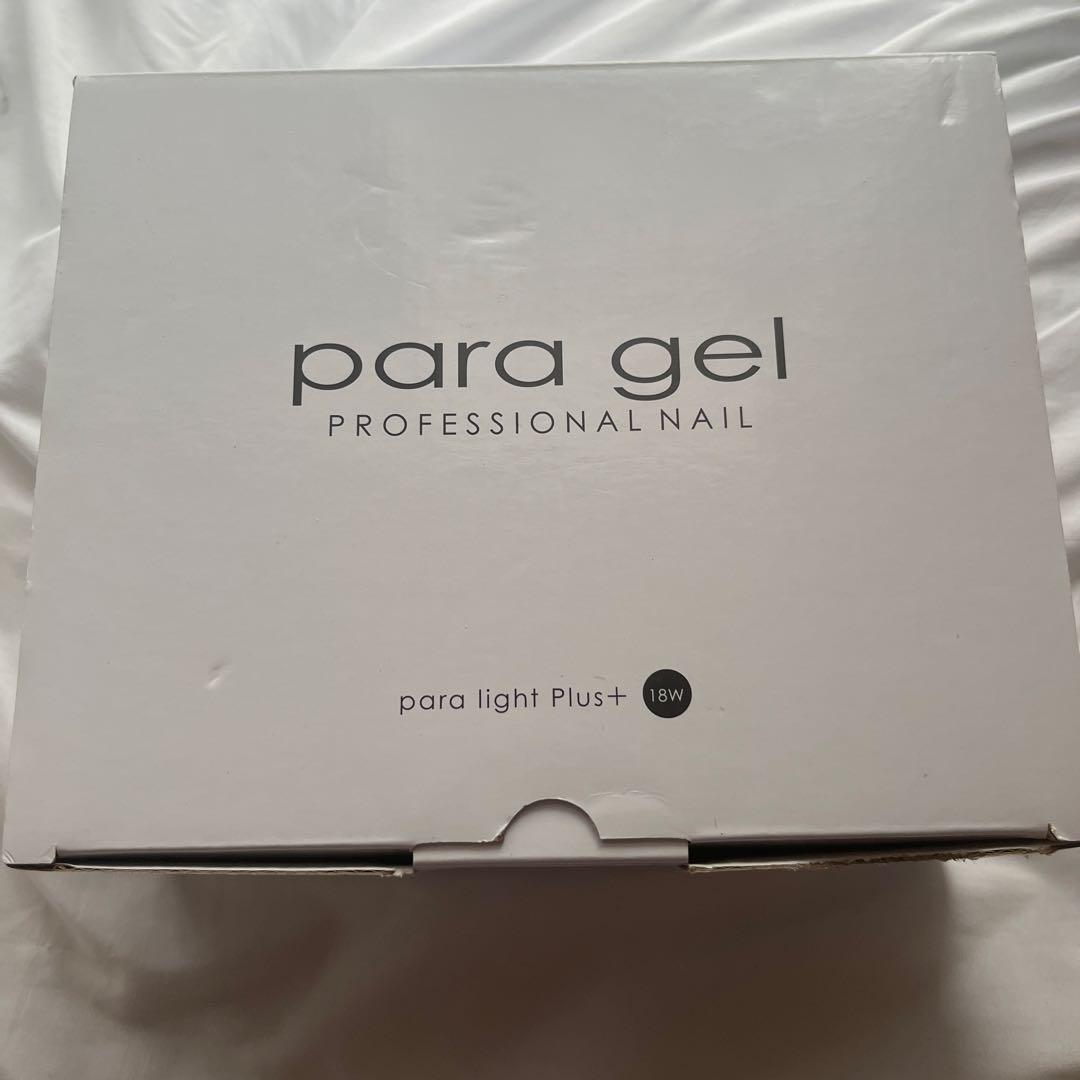 para gel
PROFESSIONAL NAIL
para light Plus+ 18W